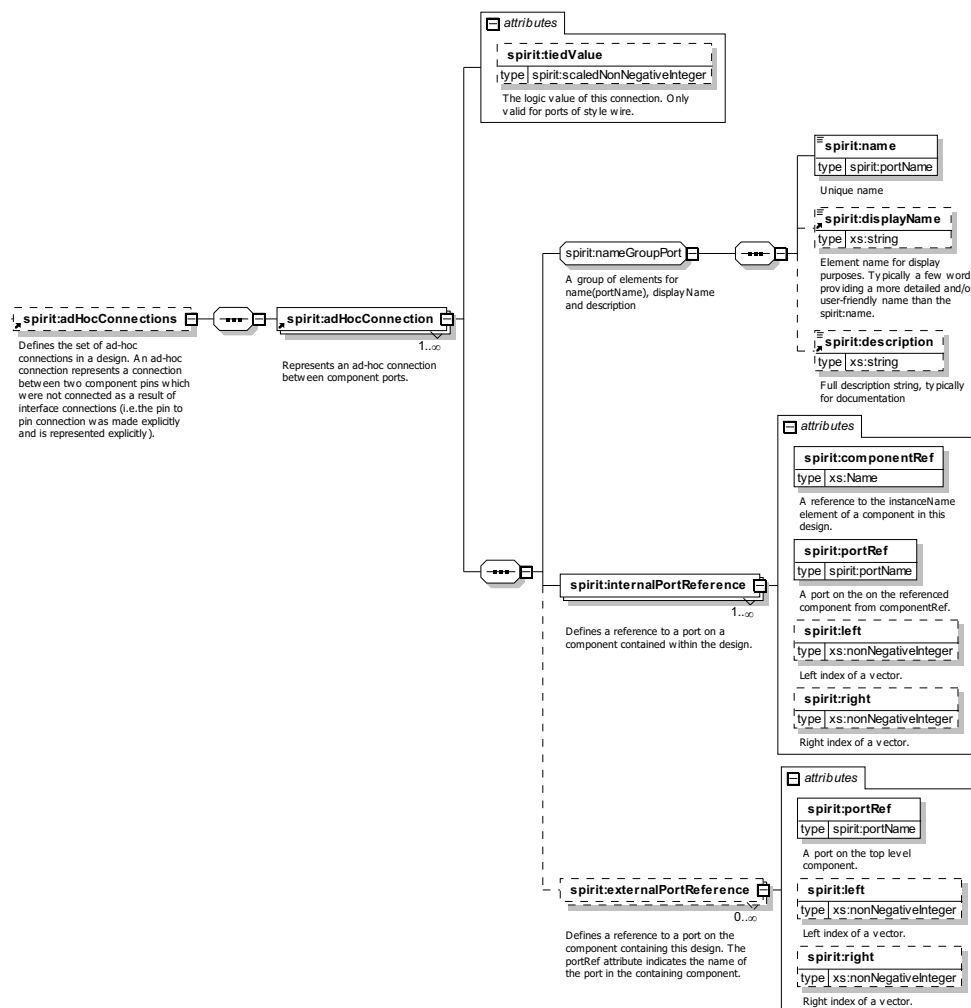 attributes
spirit:tiedValue
type spirit:scaledNonNegativeInteger
The logic value of this connection. Only
valid for ports of style wire.
spirit:name
type spirit:portName
Unique name
spirit:displayName
type xs:string
Element name for display
purposes. Typically a few word
providing a more detailed and/o
user-friendly name than the
spirit:name.
spirit:description
type xs:string
Full description string, typically
for documentation
spirit:nameGroupPort
A group of elements for
name(portName), displayName
and description
spirit:adHocConnections
Defines the set of ad-hoc
connections in a design. An ad-hoc
connection represents a connection
between two component pins which
were not connected as a result of
interface connections (i.e.the pin to
pin connection was made explicitly
and is represented explicitly).
spirit:adHocConnection
1..∞
Represents an ad-hoc connection
between component ports.
attributes
spirit:componentRef
type xs:Name
A reference to the instanceName
element of a component in this
design.
spirit:portRef
type spirit:portName
A port on the on the referenced
component from componentRef.
spirit:left
type xs:nonNegativeInteger
Left index of a vector.
spirit:right
type xs:nonNegativeInteger
Right index of a vector.
spirit:internalPortReference
1..∞
Defines a reference to a port on a
component contained within the design.
attributes
spirit:portRef
type spirit:portName
A port on the top level
component.
spirit:left
type xs:nonNegativeInteger
Left index of a vector.
spirit:right
type xs:nonNegativeInteger
Right index of a vector.
spirit:externalPortReference
0..∞
Defines a reference to a port on the
component containing this design. The
portRef attribute indicates the name of
the port in the containing component.